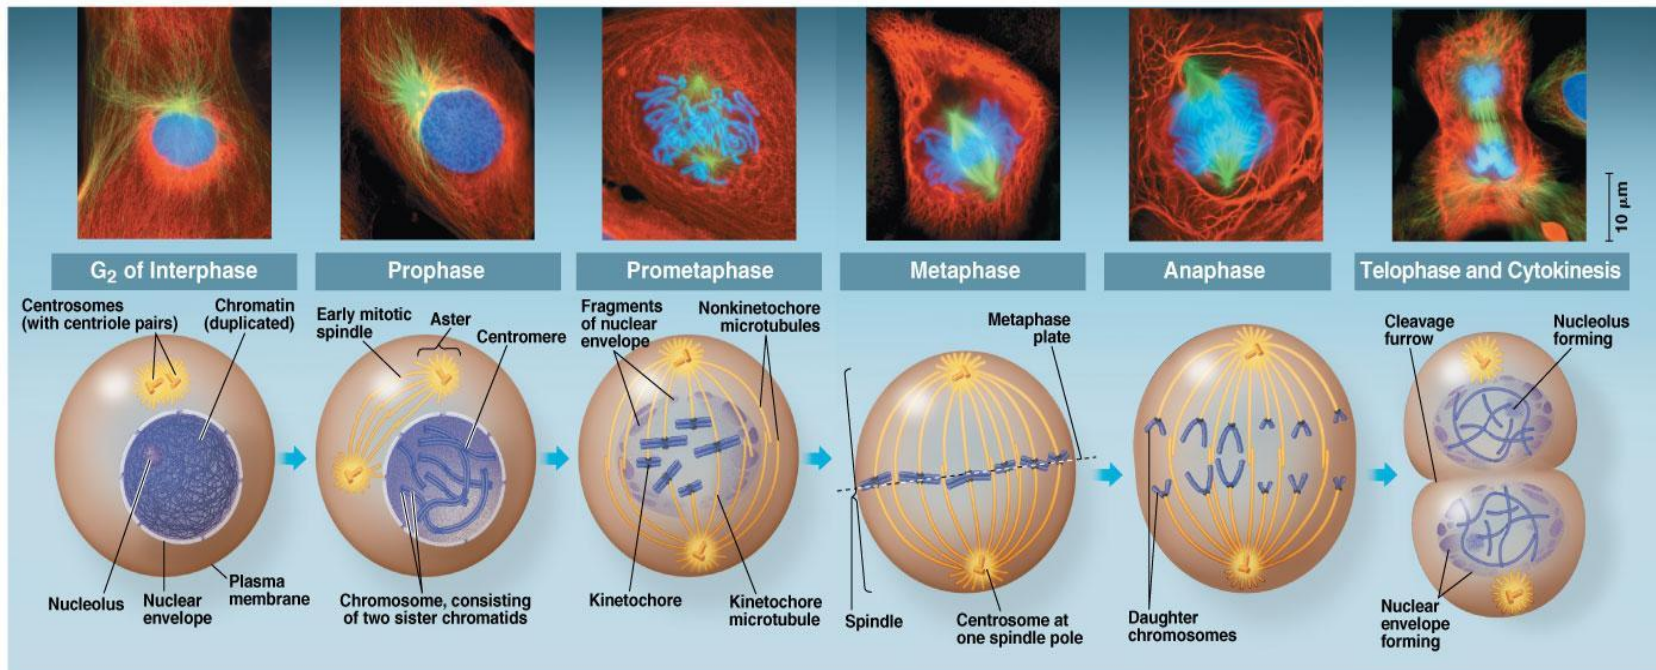 10 µm
G2 of Interphase
Prophase
Prometaphase
Metaphase
Anaphase
Telophase and Cytokinesis
Centrosomes
(with centriole pairs)
Chromatin
(duplicated)
Nucleolus
Nuclear
envelope
Plasma
membrane
Early mitotic
spindle
Aster
Centromere
Chromosome, consisting
of two sister chromatids
Fragments
of nuclear
envelope
Nonkinetochore
microtubules
Kinetochore
Kinetochore
microtubule
Metaphase
plate
Spindle
Centrosome at
one spindle pole
Daughter
chromosomes
Cleavage
furrow
Nucleolus
forming
Nuclear
envelope
forming